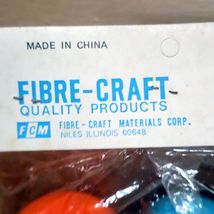 MADE IN CHINA
FIBRE-CRAFT
QUALITY PRODUCTS
FCM FIBRE-CRAFT MATERIALS CORP.
NILES ILLINOIS 60648